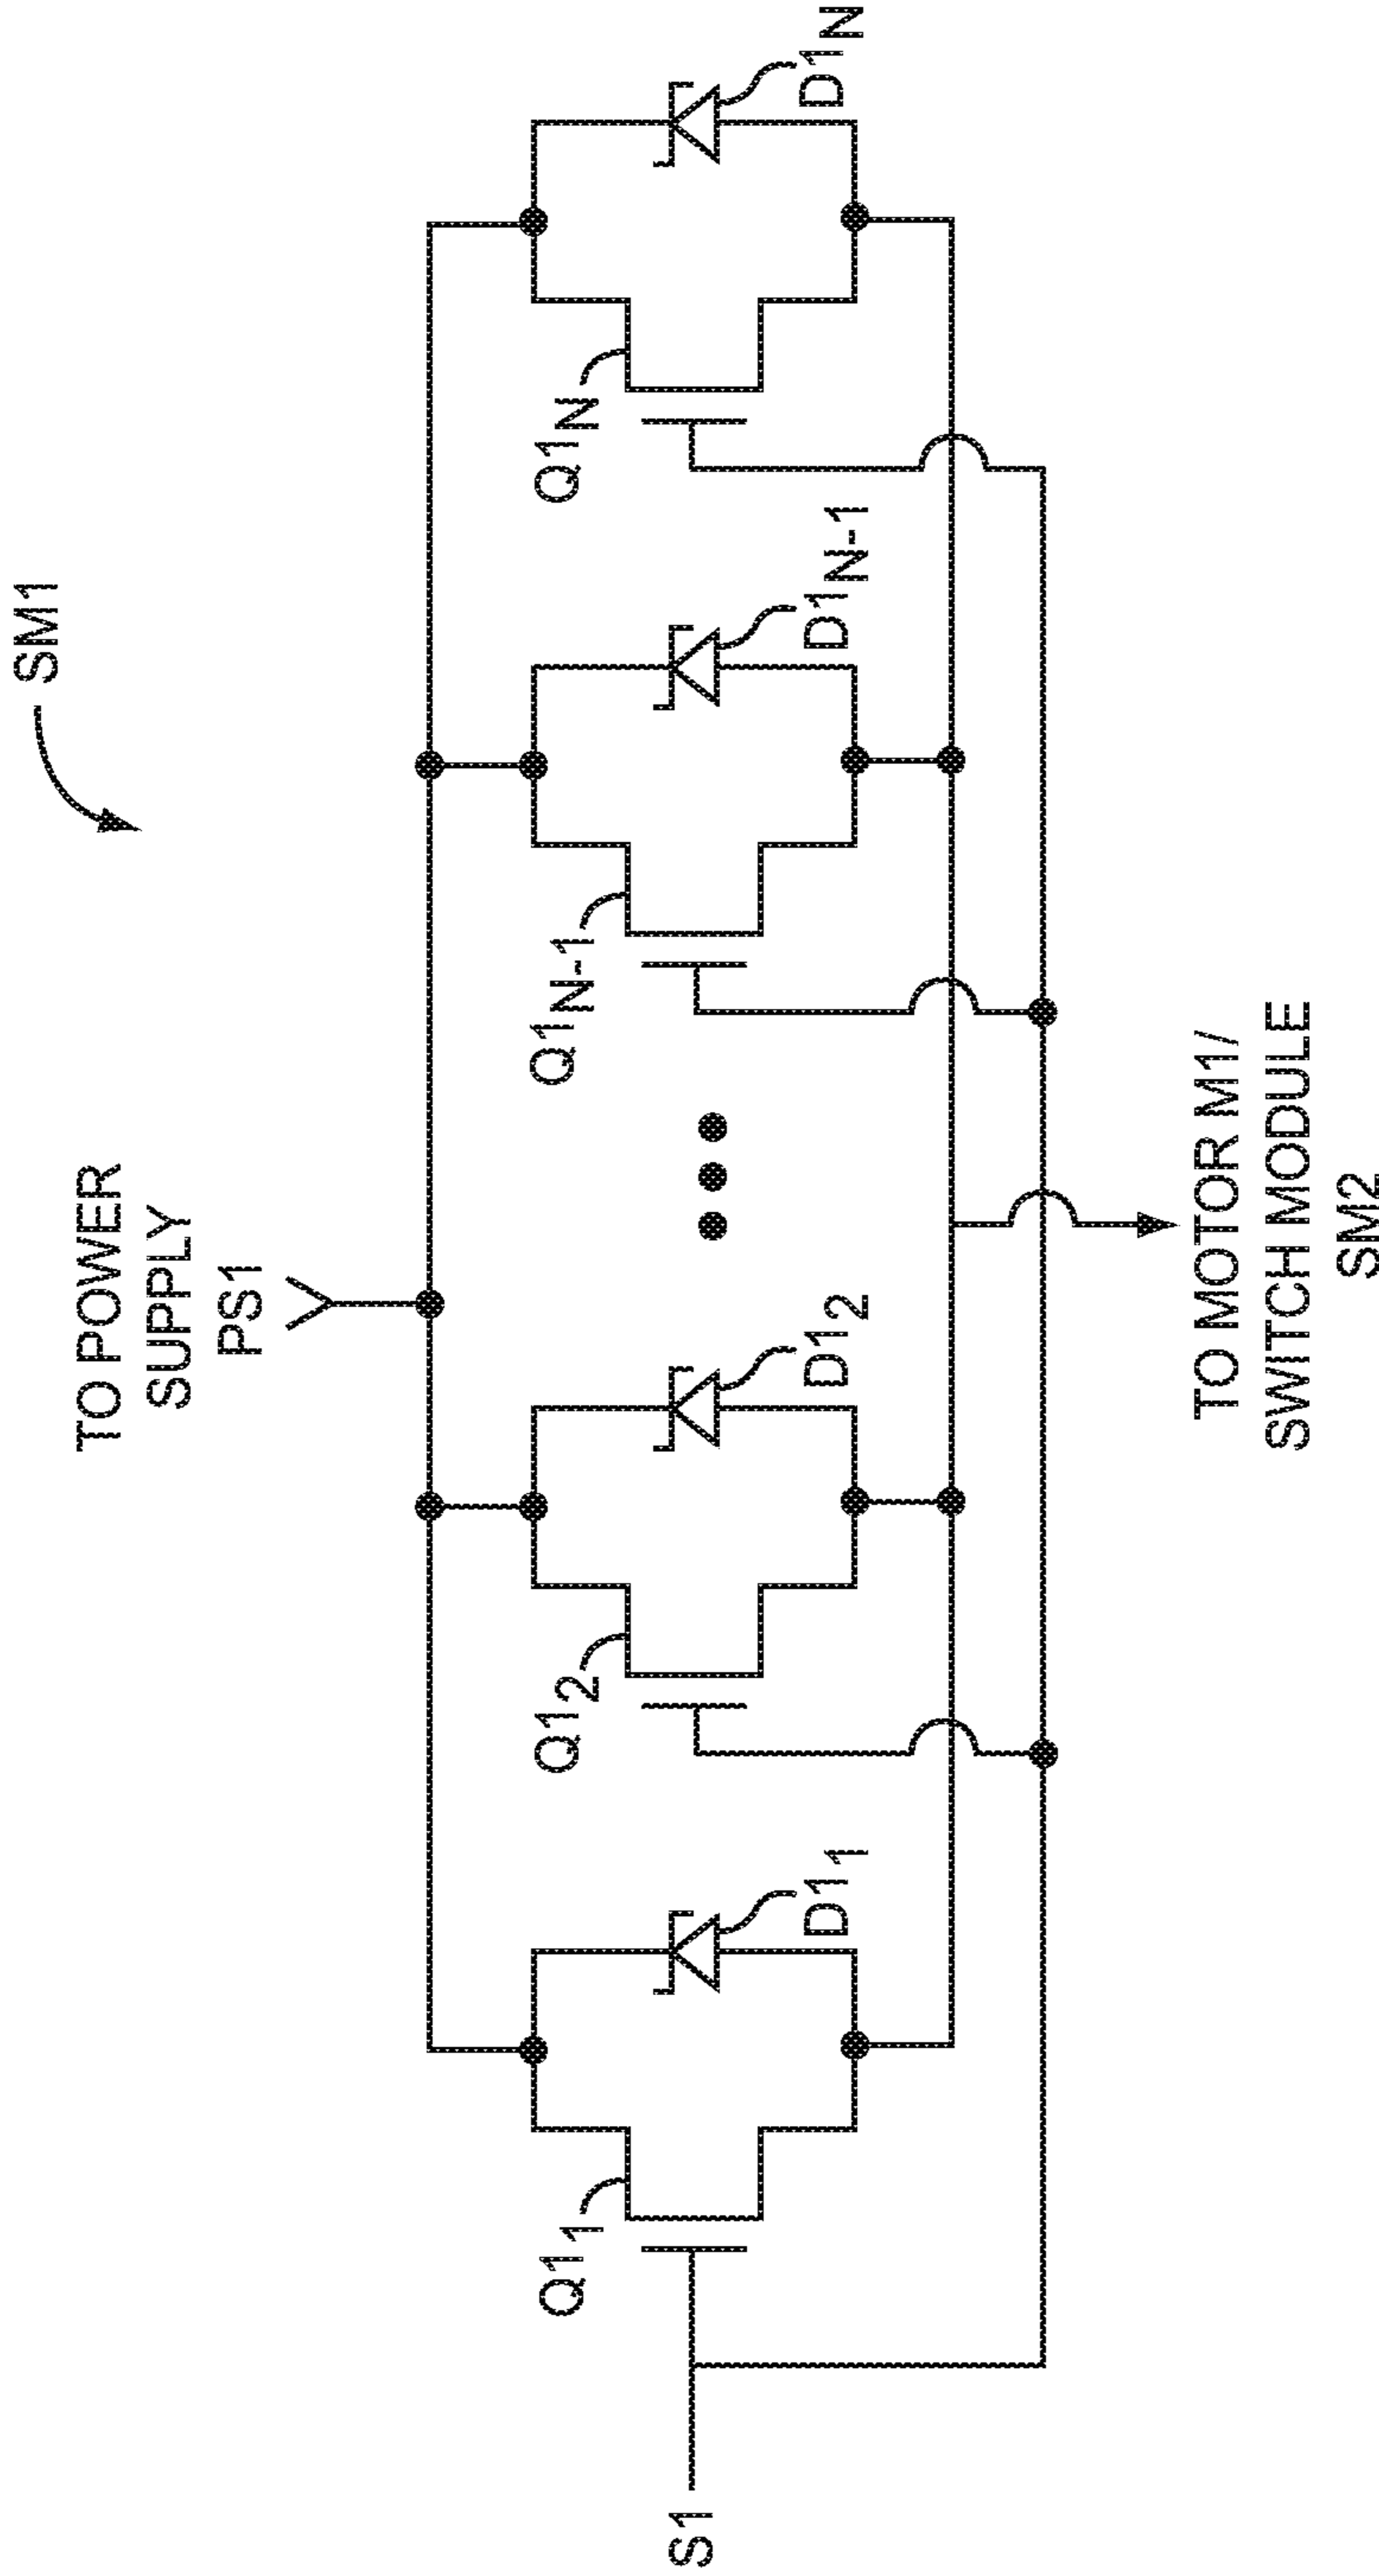 SM1
TO POWER
SUPPLY
PS1
Q1₁
D1₁
Q1₂
D1₂
Q1N-1
D1N-1
Q1N
D1N
S1
TO MOTOR M1/
SWITCH MODULE
SM2